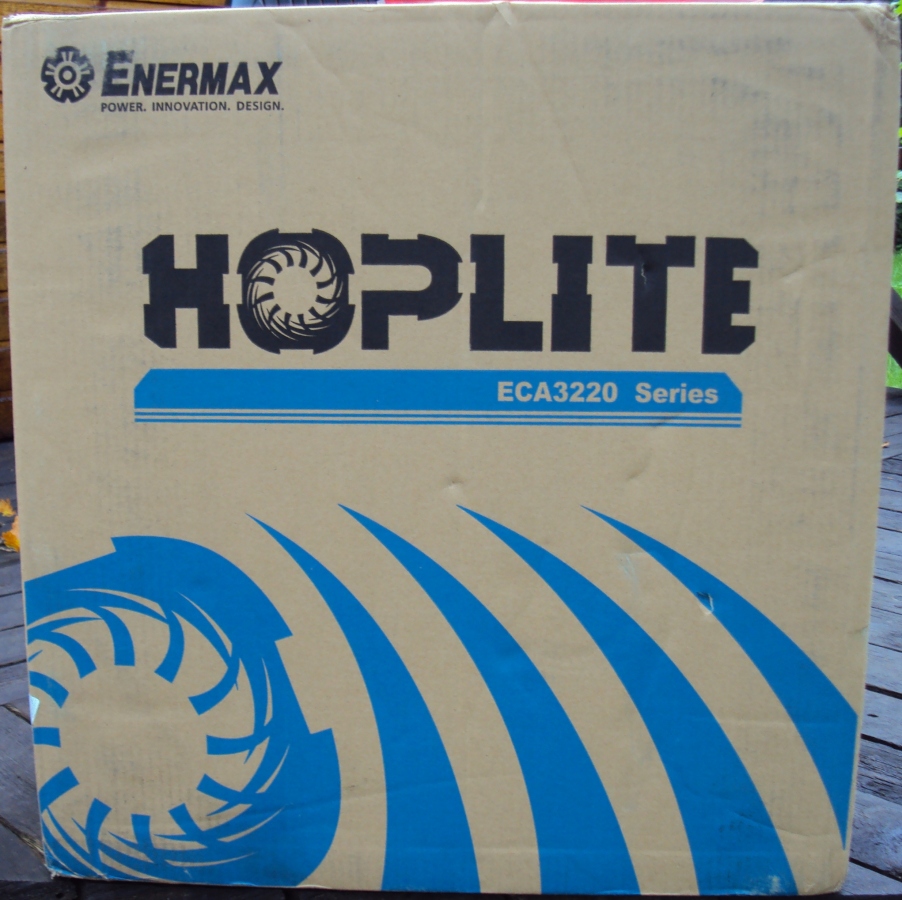 ENERMAX
POWER. INNOVATION. DESIGN.
HOPLITE
ECA3220 Series